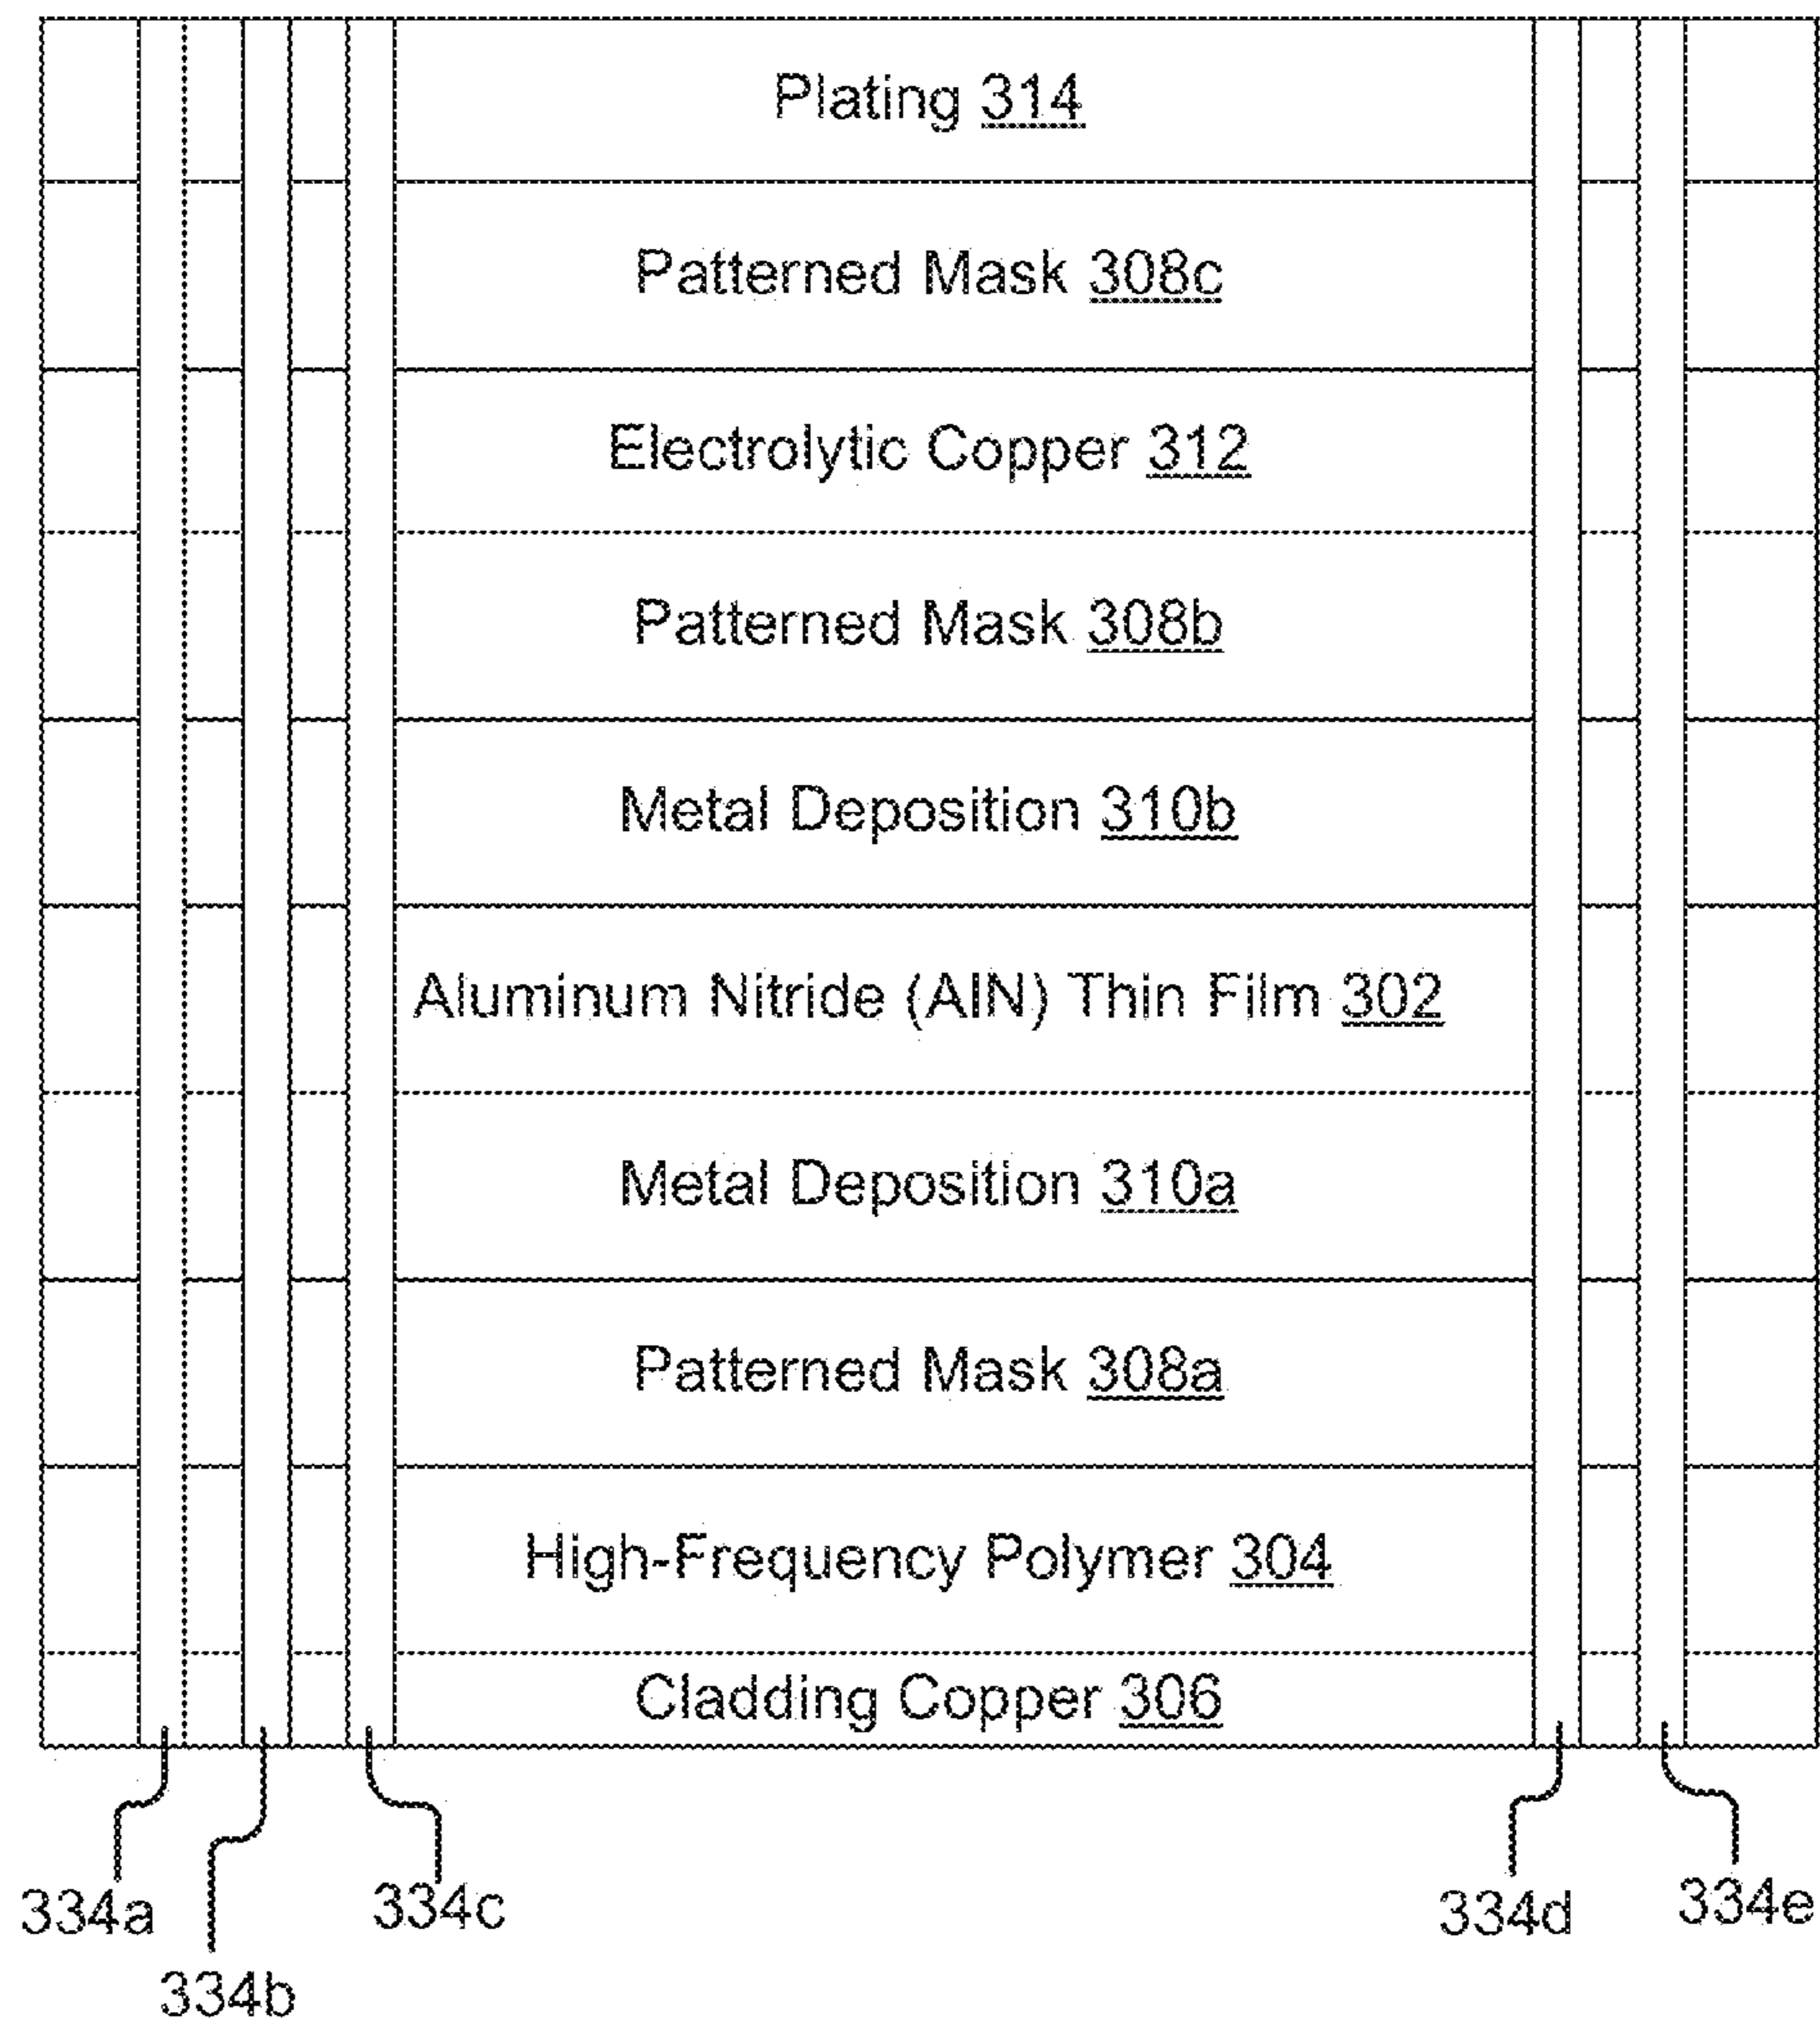 Plating 314
Patterned Mask 308c
Electrolytic Copper 312
Patterned Mask 308b
Metal Deposition 310b
Aluminum Nitride (AlN) Thin Film 302
Metal Deposition 310a
Patterned Mask 308a
High-Frequency Polymer 304
Cladding Copper 306
334a
334b
334c
334d
334e